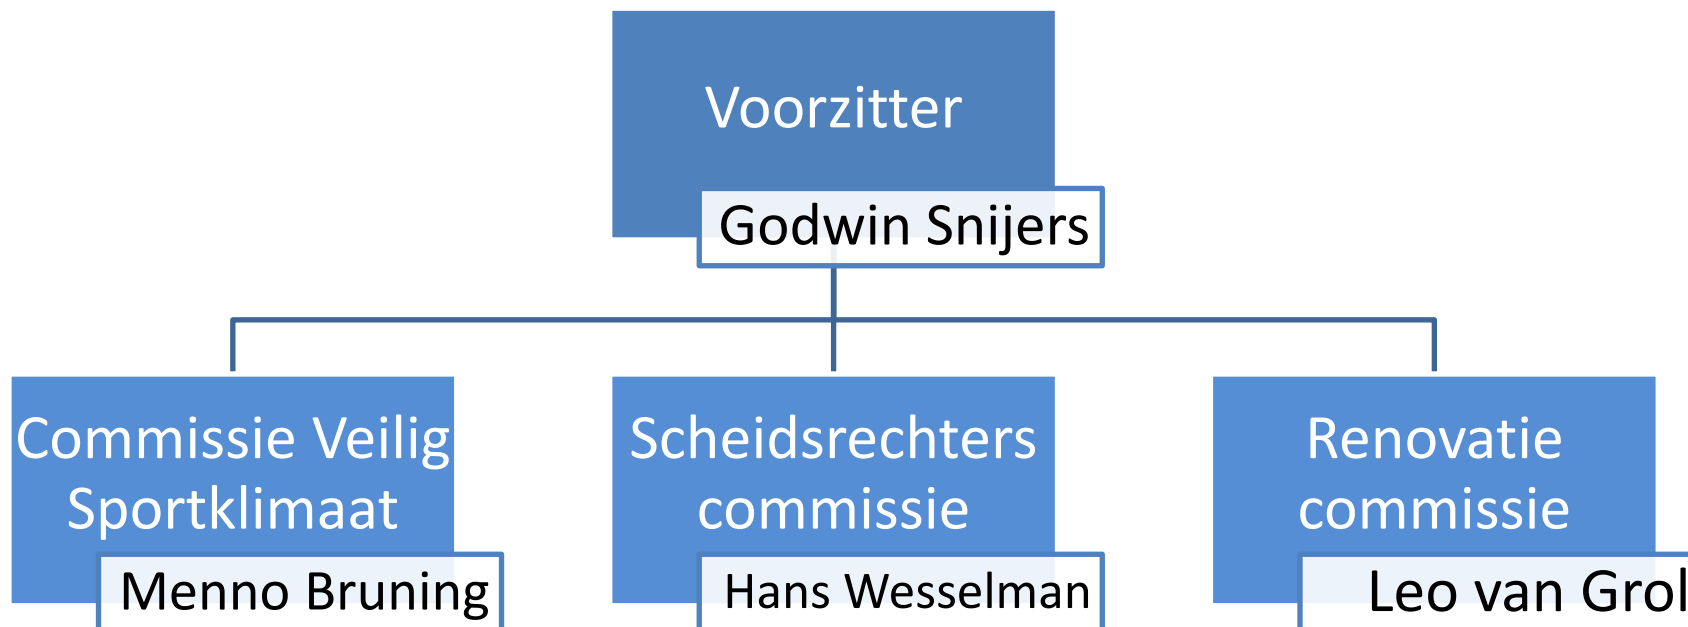 Voorzitter
Godwin Snijers
Commissie Veilig
Sportklimaat
Menno Bruning
Scheidsrechters
commissie
Hans Wesselman
Renovatie
commissie
Leo van Grol